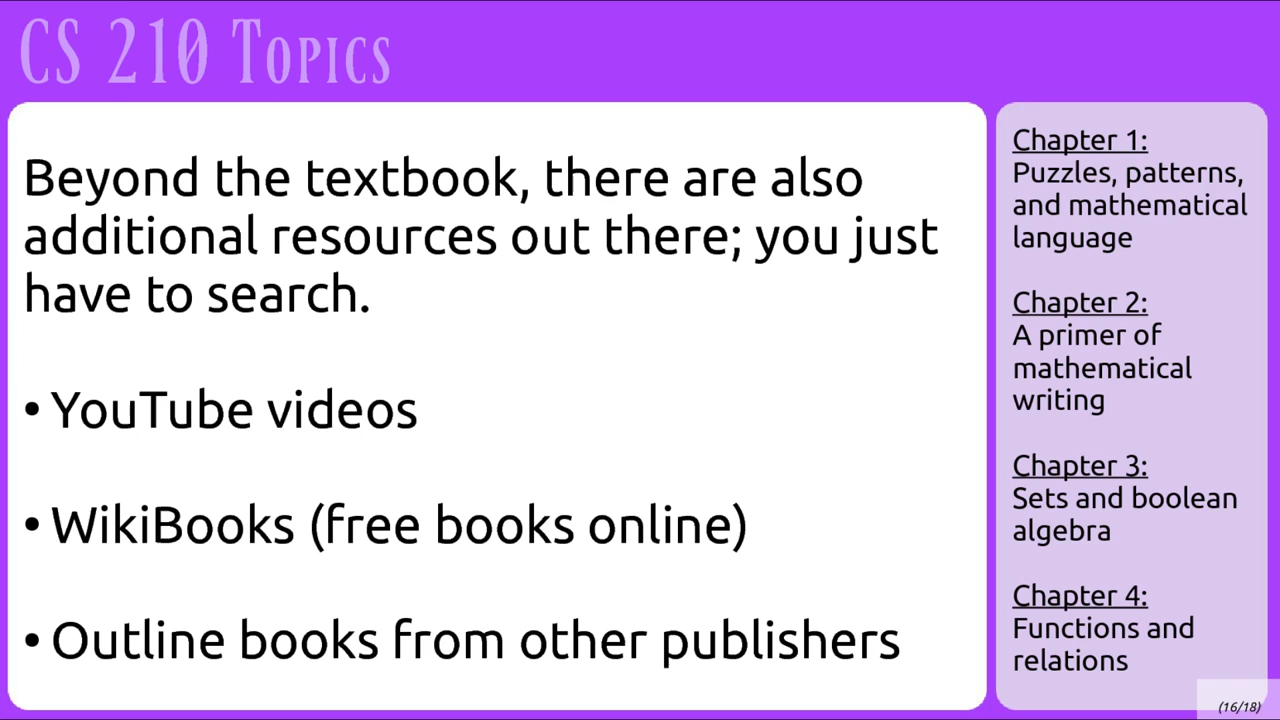 CS 210 Topics
Beyond the textbook, there are also
additional resources out there; you just
have to search.
• YouTube videos
• WikiBooks (free books online)
• Outline books from other publishers
Chapter 1:
Puzzles, patterns,
and mathematical
language
Chapter 2:
A primer of
mathematical
writing
Chapter 3:
Sets and boolean
algebra
Chapter 4:
Functions and
relations
(16/18)